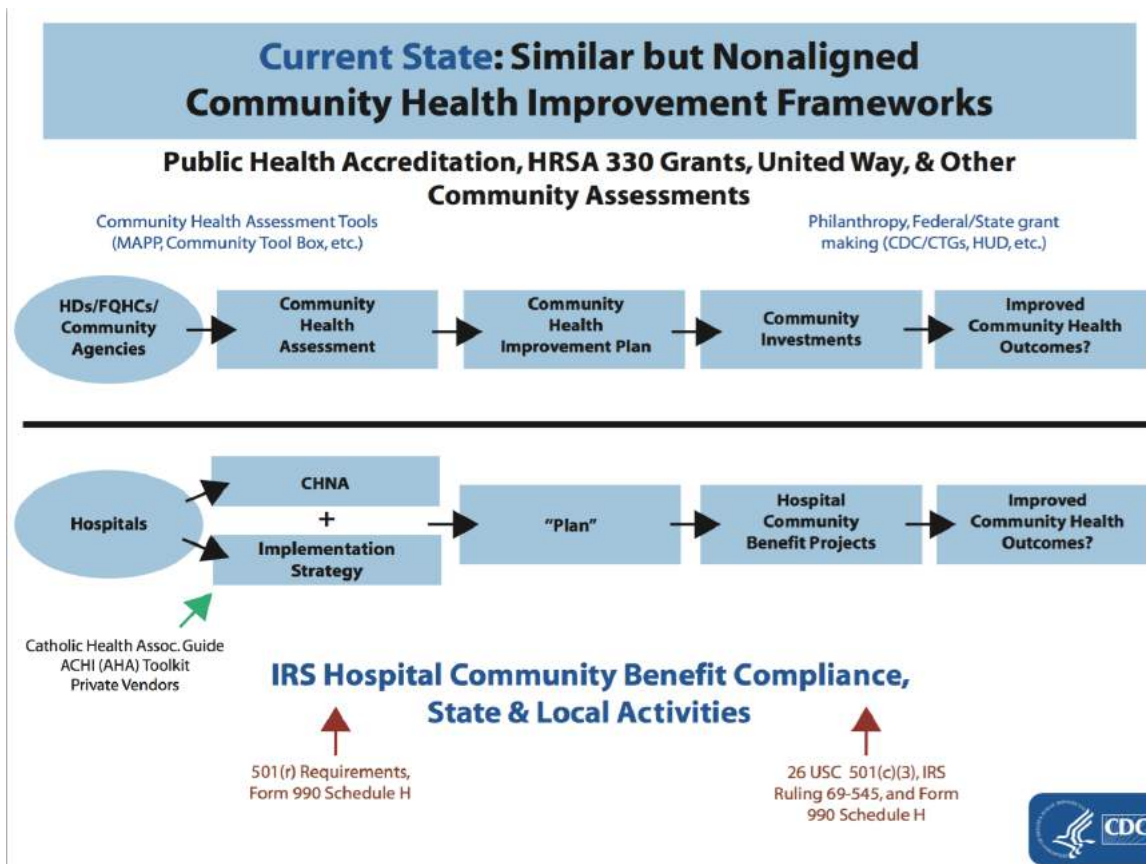 Current State: Similar but Nonaligned
Community Health Improvement Frameworks
Public Health Accreditation, HRSA 330 Grants, United Way, & Other
Community Assessments
Community Health Assessment Tools
(MAPP, Community Tool Box, etc.)
Philanthropy, Federal/State grant
making (CDC/CTGs, HUD, etc.)
HDs/FQHCs/
Community
Agencies
Community
Health
Assessment
Community
Health
Improvement Plan
Community
Investments
Improved
Community Health
Outcomes?
Hospitals
CHNA
+
Implementation
Strategy
"Plan"
Hospital
Community
Benefit Projects
Improved
Community Health
Outcomes?
Catholic Health Assoc. Guide
ACHI (AHA) Toolkit
Private Vendors
IRS Hospital Community Benefit Compliance,
State & Local Activities
501(r) Requirements,
Form 990 Schedule H
26 USC 501(c)(3), IRS
Ruling 69-545, and Form
990 Schedule H
CDC